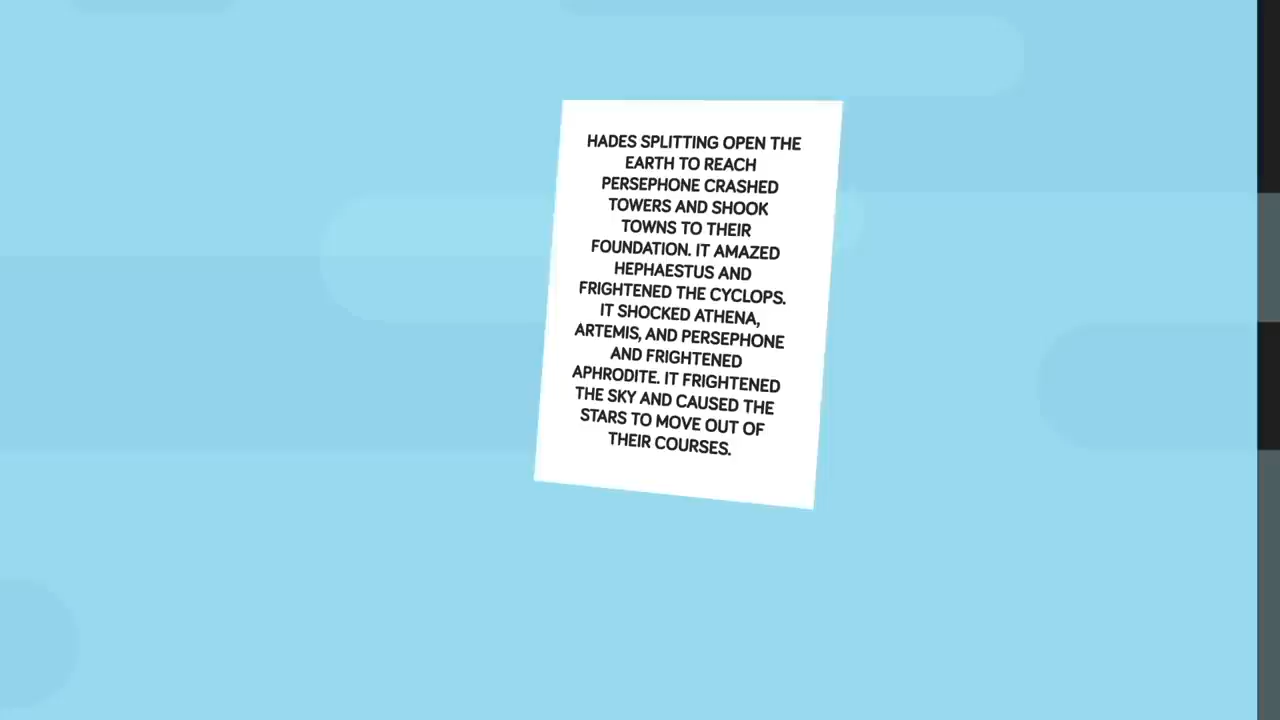 HADES SPLITTING OPEN THE
EARTH TO REACH
PERSEPHONE CRASHED
TOWERS AND SHOOK
TOWNS TO THEIR
FOUNDATION. IT AMAZED
HEPHAESTUS AND
FRIGHTENED THE CYCLOPS.
IT SHOCKED ATHENA,
ARTEMIS, AND PERSEPHONE
AND FRIGHTENED
APHRODITE. IT FRIGHTENED
THE SKY AND CAUSED THE
STARS TO MOVE OUT OF
THEIR COURSES.